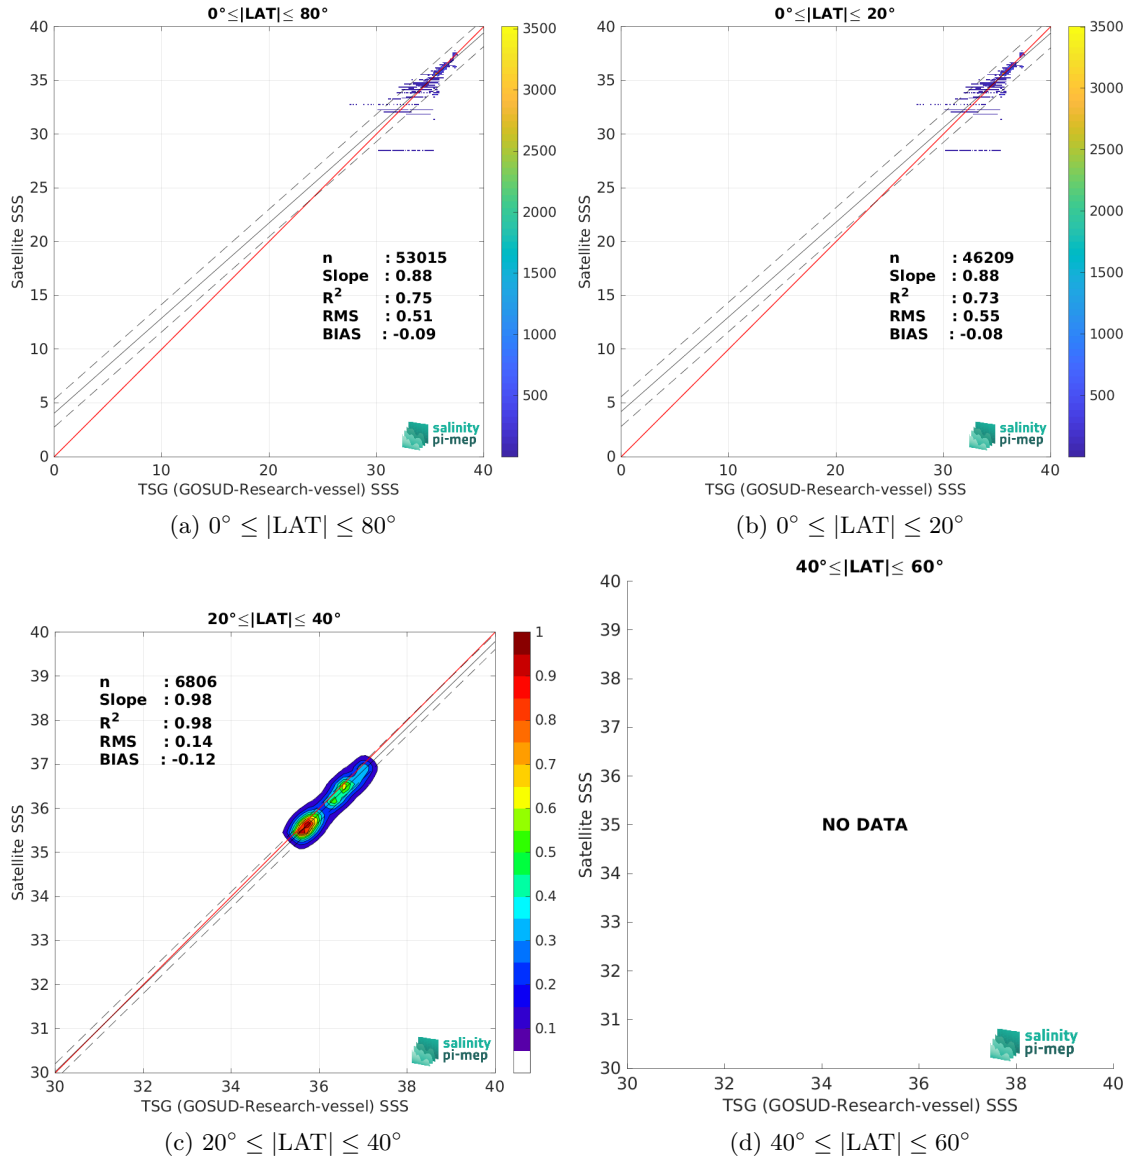 0°≤|LAT|≤ 80°
Satellite SSS
40
35
30
25
20
15
10
5
0
n : 53015
Slope : 0.88
R² : 0.75
RMS : 0.51
BIAS : -0.09
salinity
pi-mep
0 10 20 30 40
TSG (GOSUD-Research-vessel) SSS
3500
3000
2500
2000
1500
1000
500
(a) 0° ≤ |LAT| ≤ 80°
0°≤|LAT|≤ 20°
Satellite SSS
40
35
30
25
20
15
10
5
0
n : 46209
Slope : 0.88
R² : 0.73
RMS : 0.55
BIAS : -0.08
salinity
pi-mep
0 10 20 30 40
TSG (GOSUD-Research-vessel) SSS
3500
3000
2500
2000
1500
1000
500
(b) 0° ≤ |LAT| ≤ 20°
20°≤|LAT|≤ 40°
Satellite SSS
40
39
38
37
36
35
34
33
32
31
30
n : 6806
Slope : 0.98
R² : 0.98
RMS : 0.14
BIAS : -0.12
salinity
pi-mep
30 32 34 36 38 40
TSG (GOSUD-Research-vessel) SSS
1
0.9
0.8
0.7
0.6
0.5
0.4
0.3
0.2
0.1
(c) 20° ≤ |LAT| ≤ 40°
40°≤|LAT|≤ 60°
Satellite SSS
40
39
38
37
36
35
34
33
32
31
30
NO DATA
salinity
pi-mep
30 32 34 36 38 40
TSG (GOSUD-Research-vessel) SSS
(d) 40° ≤ |LAT| ≤ 60°